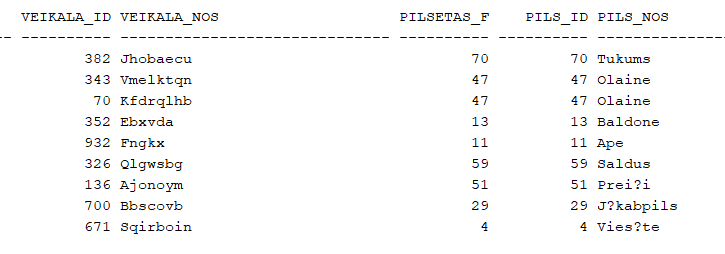 VEIKALA_ID VEIKALA_NOS PILSETAS_F PILS_ID PILS_NOS
-- ---------- ------------------------------ ---------- ---------- ---------------
382 Jhobaecu 70 70 Tukums
343 Vmelktqn 47 47 Olaine
70 Kfdrqlhb 47 47 Olaine
352 Ebxvda 13 13 Baldone
932 Fngkx 11 11 Ape
326 Qlgwsbg 59 59 Saldus
136 Ajonoym 51 51 Prei?i
700 Bbscovb 29 29 J?kabpils
671 Sqirboin 4 4 Vies?te